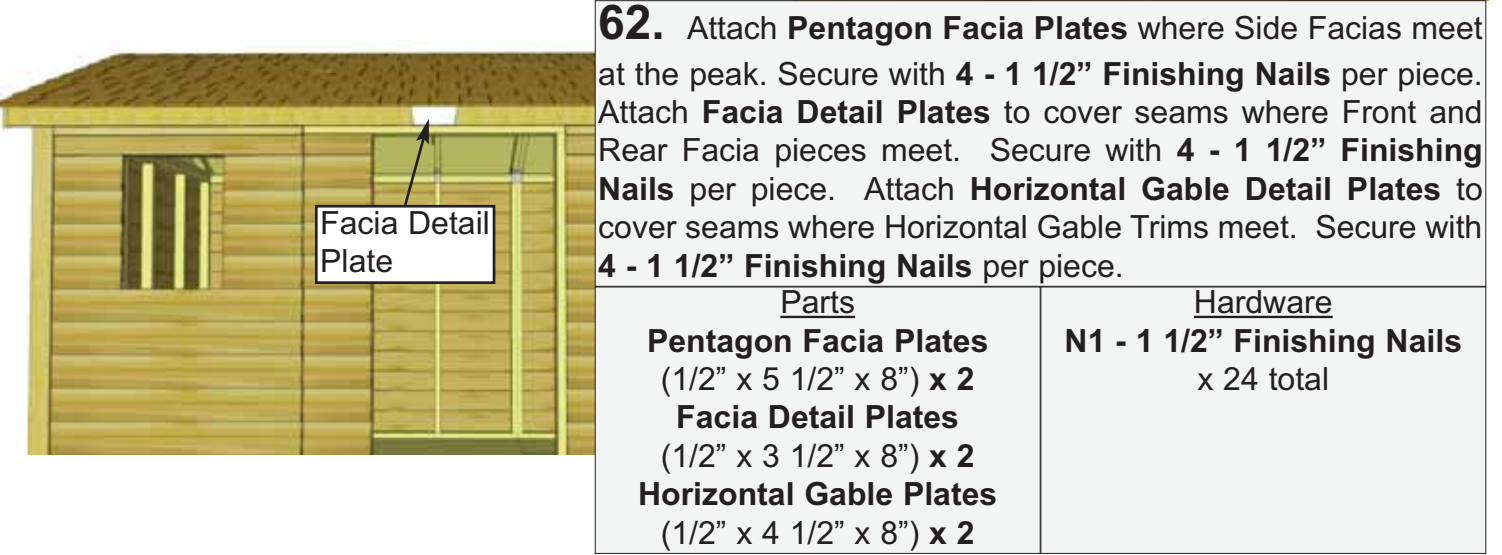 62. Attach Pentagon Facia Plates where Side Facias meet
at the peak. Secure with 4 - 1 1/2” Finishing Nails per piece.
Attach Facia Detail Plates to cover seams where Front and
Rear Facia pieces meet. Secure with 4 - 1 1/2” Finishing
Nails per piece. Attach Horizontal Gable Detail Plates to
cover seams where Horizontal Gable Trims meet. Secure with
4 - 1 1/2” Finishing Nails per piece.
Facia Detail
Plate
Parts
Pentagon Facia Plates
(1/2” x 5 1/2” x 8”) x 2
Facia Detail Plates
(1/2” x 3 1/2” x 8”) x 2
Horizontal Gable Plates
(1/2” x 4 1/2” x 8”) x 2
Hardware
N1 - 1 1/2” Finishing Nails
x 24 total